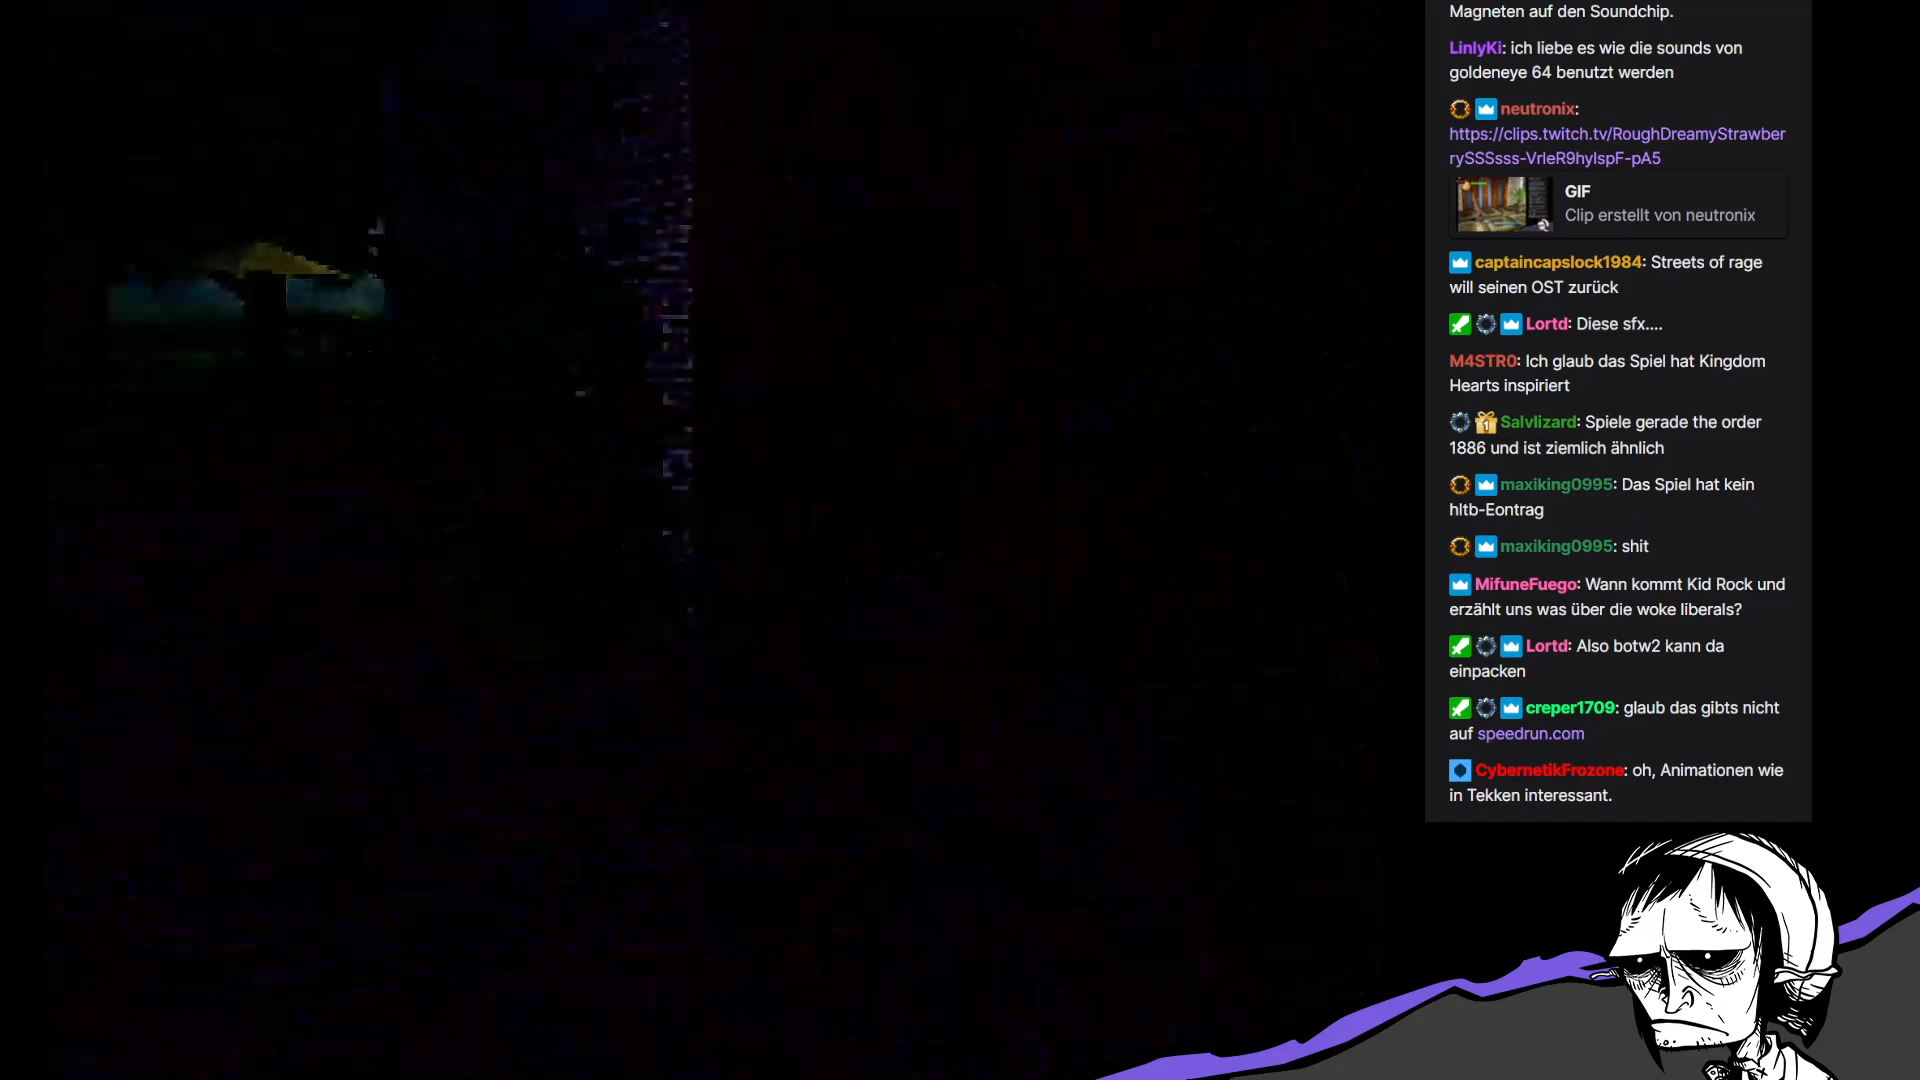 Magneten auf den Soundchip.
LinlyKi: ich liebe es wie die sounds von
goldeneye 64 benutzt werden
neutronix:
https://clips.twitch.tv/RoughDreamyStrawber
rySSSsss-VrleR9hylspF-pA5
GIF
Clip erstellt von neutronix
captaincapslock1984: Streets of rage
will seinen OST zurück
Lortd: Diese sfx....
M4STR0: Ich glaub das Spiel hat Kingdom
Hearts inspiriert
1
Salvlizard: Spiele gerade the order
1886 und ist ziemlich ähnlich
maxiking0995: Das Spiel hat kein
hltb-Eontrag
maxiking0995: shit
MifuneFuego: Wann kommt Kid Rock und
erzählt uns was über die woke liberals?
Lortd: Also botw2 kann da
einpacken
creper1709: glaub das gibts nicht
auf speedrun.com
CybernetikFrozone: oh, Animationen wie
in Tekken interessant.